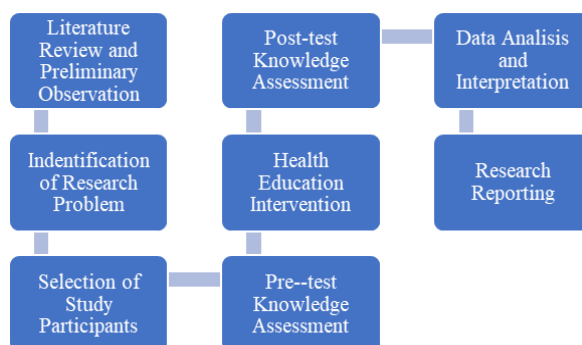 Literature
Review and
Preliminary
Observation
Indentification
of Research
Problem
Selection of
Study
Participants
Pre--test
Knowledge
Assessment
Health
Education
Intervention
Post-test
Knowledge
Assessment
Data Analisis
and
Interpretation
Research
Reporting